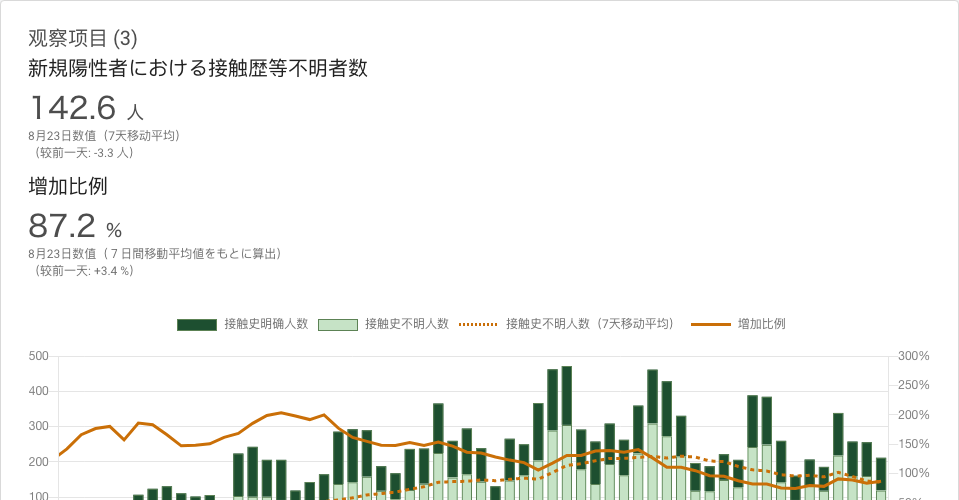 观察项目 (3)
新規陽性者における接触歴等不明者数
142.6 人
8月23日数值（7天移动平均）
（较前一天: -3.3 人）
增加比例
87.2 %
8月23日数值（７日間移動平均値をもとに算出）
（较前一天: +3.4 %）
接触史明确人数 接触史不明人数 接触史不明人数（7天移动平均） 增加比例
500 300%
250%
400
200%
300
150%
200
100%
100